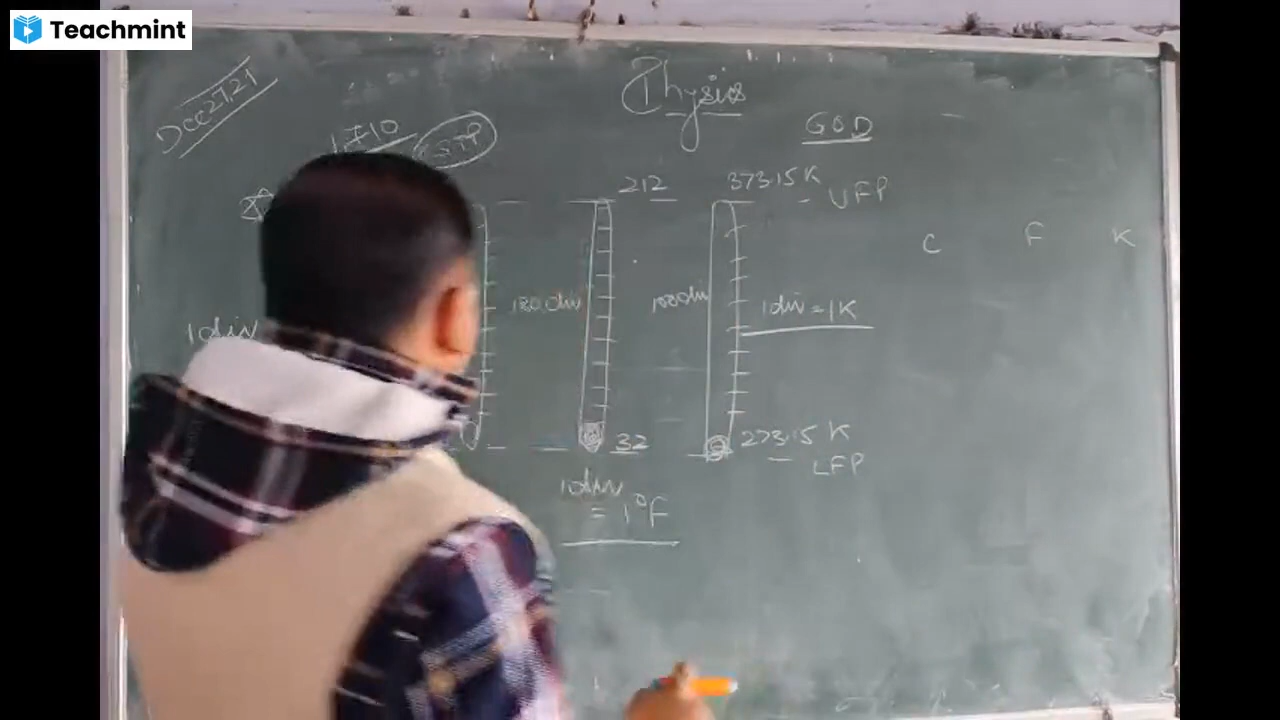 Teachmint
Physics
Dec 27, 21
STP
GOD
212
373.15 K
UFP
C F K
180 div
100 div
1 div = 1K
1 div
32
273.15 K
LFP
1 div
= 1°F